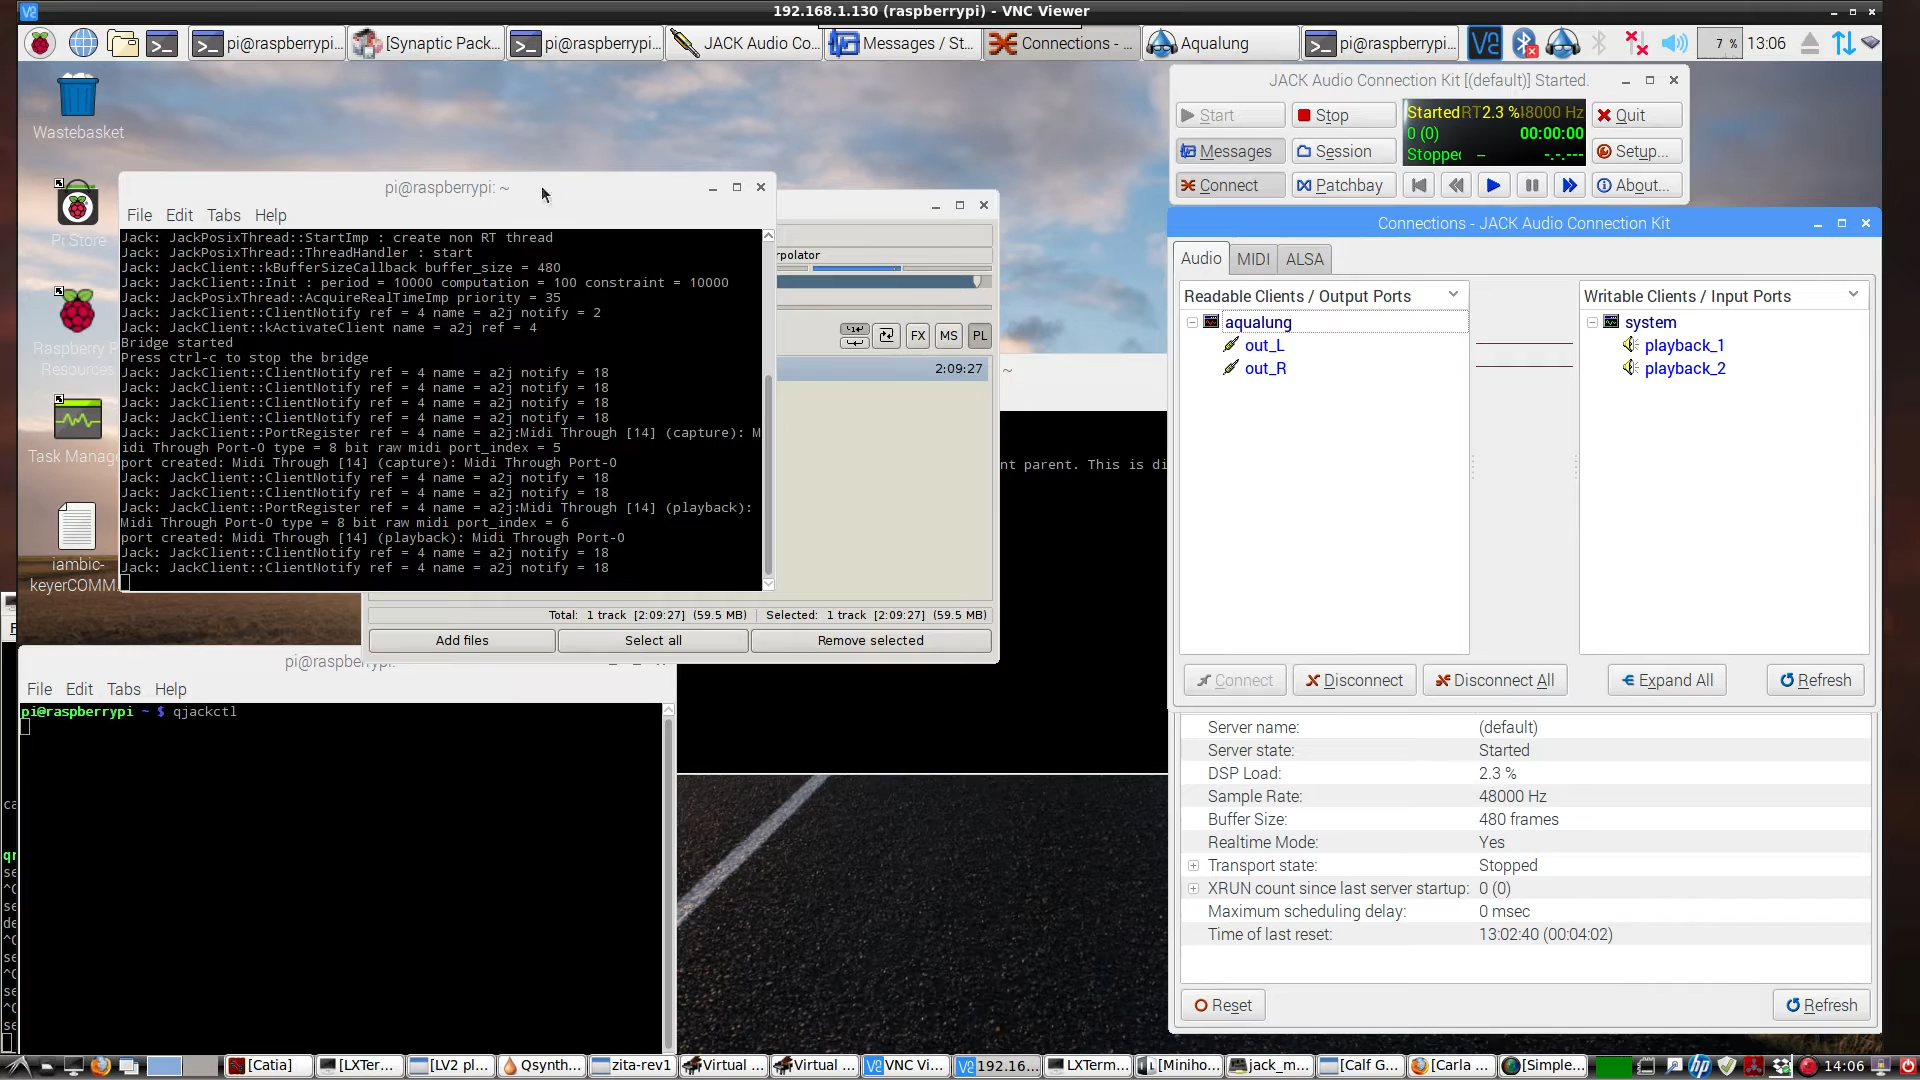 192.168.1.130 (raspberrypi) - VNC Viewer
pi@raspberrypi...
[Synaptic Pack...
pi@raspberrypi...
JACK Audio Co...
Messages / St...
Connections - ...
Aqualung
pi@raspberrypi...
7 %
13:06
Wastebasket
Pi Store
Raspberry
Resources
Task Manag
iambic-
keyerCOMM
JACK Audio Connection Kit [(default)] Started.
Start
Stop
Started RT 2.3 % 48000 Hz
0 (0) 00:00:00
Stopped -- -.-.---
Quit
Messages
Session
Setup...
Connect
Patchbay
About...
pi@raspberrypi: ~
File Edit Tabs Help
Jack: JackPosixThread::StartImp : create non RT thread
Jack: JackPosixThread::ThreadHandler : start
Jack: JackClient::kBufferSizeCallback buffer_size = 480
Jack: JackClient::Init : period = 10000 computation = 100 constraint = 10000
Jack: JackPosixThread::AcquireRealTimeImp priority = 35
Jack: JackClient::ClientNotify ref = 4 name = a2j notify = 2
Jack: JackClient::kActivateClient name = a2j ref = 4
Bridge started
Press ctrl-c to stop the bridge
Jack: JackClient::ClientNotify ref = 4 name = a2j notify = 18
Jack: JackClient::ClientNotify ref = 4 name = a2j notify = 18
Jack: JackClient::ClientNotify ref = 4 name = a2j notify = 18
Jack: JackClient::ClientNotify ref = 4 name = a2j notify = 18
Jack: JackClient::PortRegister ref = 4 name = a2j:Midi Through [14] (capture): M
idi Through Port-0 type = 8 bit raw midi port_index = 5
port created: Midi Through [14] (capture): Midi Through Port-0
Jack: JackClient::ClientNotify ref = 4 name = a2j notify = 18
Jack: JackClient::ClientNotify ref = 4 name = a2j notify = 18
Jack: JackClient::PortRegister ref = 4 name = a2j:Midi Through [14] (playback):
Midi Through Port-0 type = 8 bit raw midi port_index = 6
port created: Midi Through [14] (playback): Midi Through Port-0
Jack: JackClient::ClientNotify ref = 4 name = a2j notify = 18
Jack: JackClient::ClientNotify ref = 4 name = a2j notify = 18
rpolator
FX
MS
PL
2:09:27
~
nt parent. This is di
Total: 1 track [2:09:27] (59.5 MB)
Selected: 1 track [2:09:27] (59.5 MB)
Add files
Select all
Remove selected
pi@raspberrypi:
File Edit Tabs Help
pi@raspberrypi ~ $ qjackctl
Connections - JACK Audio Connection Kit
Audio
MIDI
ALSA
Readable Clients / Output Ports
Writable Clients / Input Ports
aqualung
out_L
out_R
system
playback_1
playback_2
Connect
Disconnect
Disconnect All
Expand All
Refresh
Server name: (default)
Server state: Started
DSP Load: 2.3 %
Sample Rate: 48000 Hz
Buffer Size: 480 frames
Realtime Mode: Yes
Transport state: Stopped
XRUN count since last server startup: 0 (0)
Maximum scheduling delay: 0 msec
Time of last reset: 13:02:40 (00:04:02)
Reset
Refresh
[Catia]
[LXTer...
[LV2 pl...
Qsynth...
zita-rev1
Virtual ...
Virtual ...
VNC Vi...
192.16...
LXTerm...
[Miniho...
jack_m...
[Calf G...
[Carla ...
[Simple...
14:06